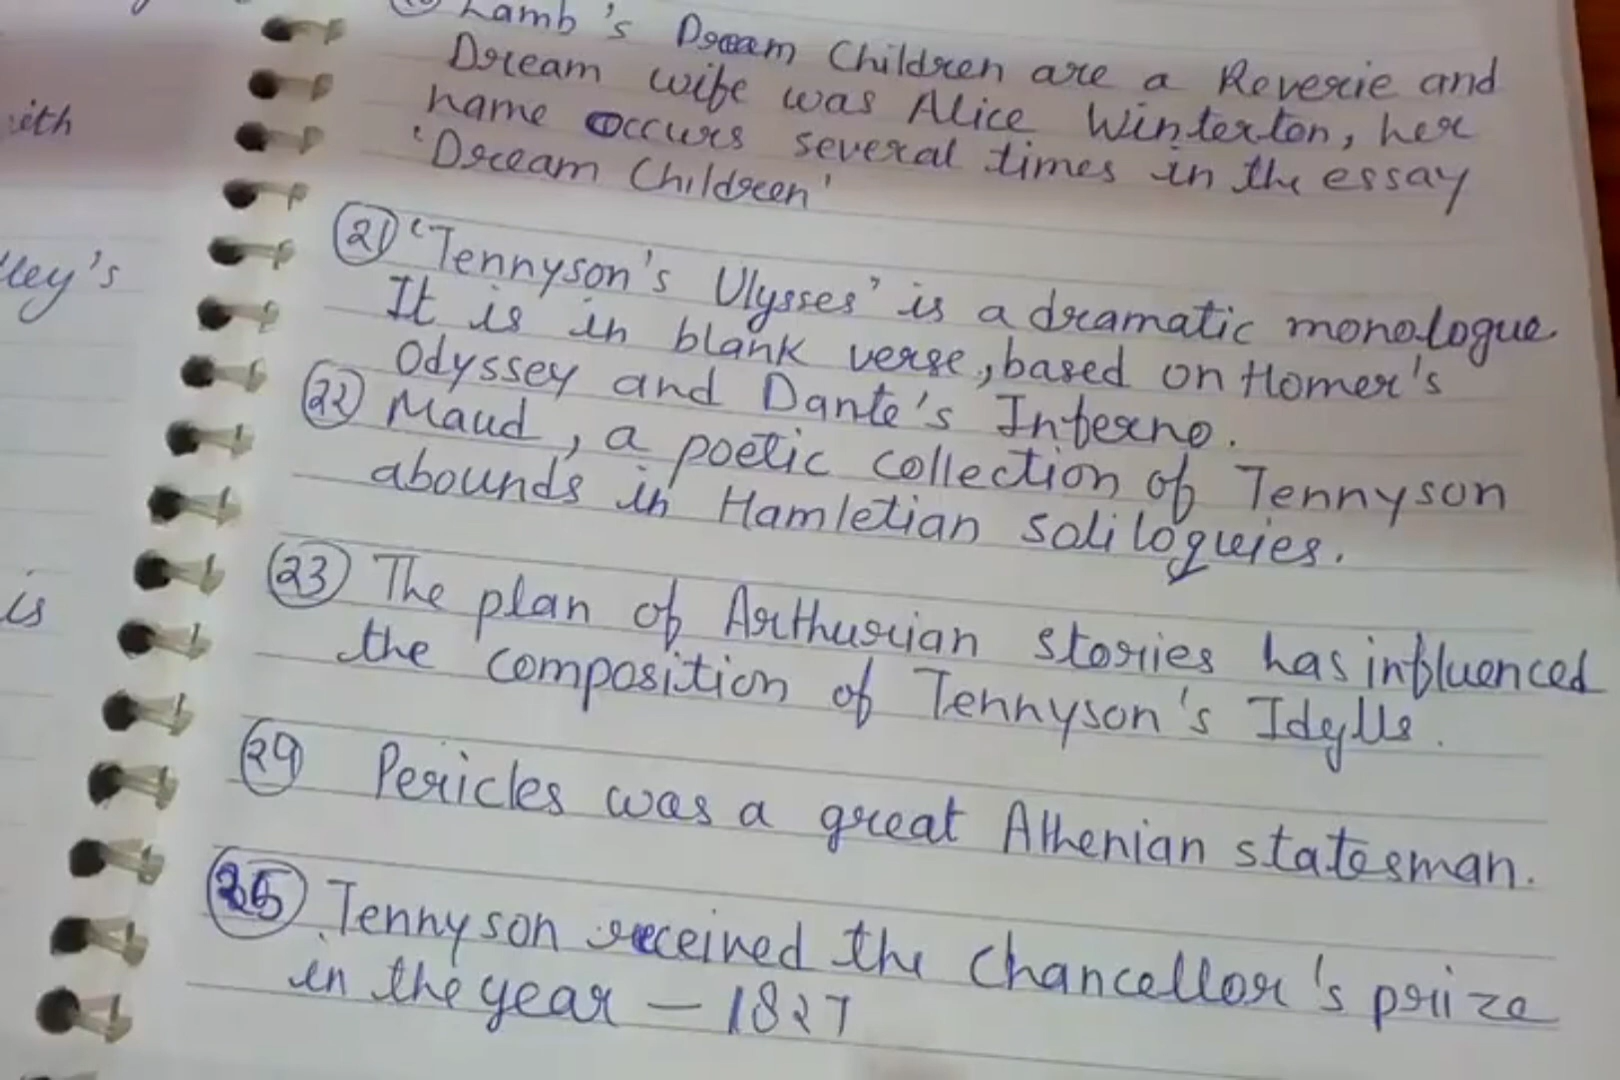 Lamb's Dream Children are a Reverie and
Dream wife was Alice Winterton, her
name occurs several times in the essay
'Dream Children'
ith
(21) 'Tennyson's Ulysses' is a dramatic monologue.
ley's
It is in blank verse, based on Homer's
Odyssey and Dante's Inferno.
(22) Maud, a poetic collection of Tennyson
abounds in Hamletian soliloquies.
(23) The plan of Arthurian stories has influenced
is
the composition of Tennyson's Idylls.
(24) Pericles was a great Athenian statesman.
(25) Tennyson received the Chancellor's prize
in the year — 1827